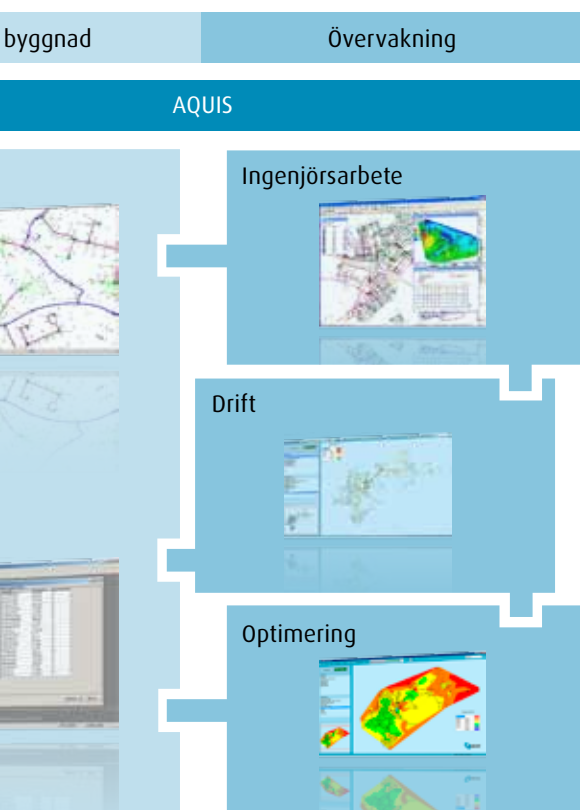 byggnad
Övervakning
AQUIS
Ingenjörsarbete
Drift
Optimering